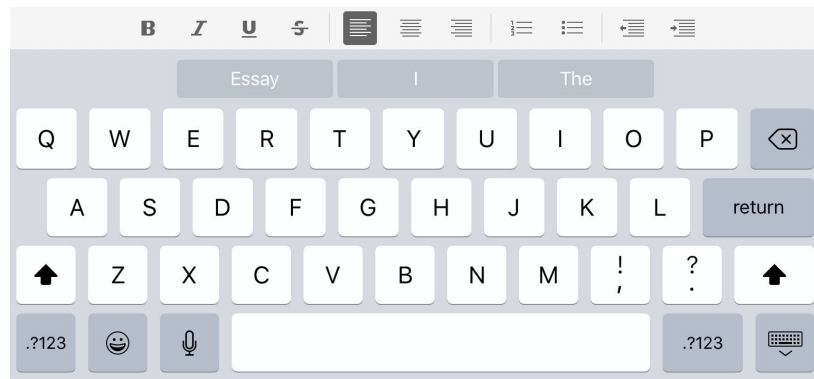 B I U S
Essay I The
Q W E R T Y U I O P
A S D F G H J K L return
Z X C V B N M ! , ? .
.?123 .?123